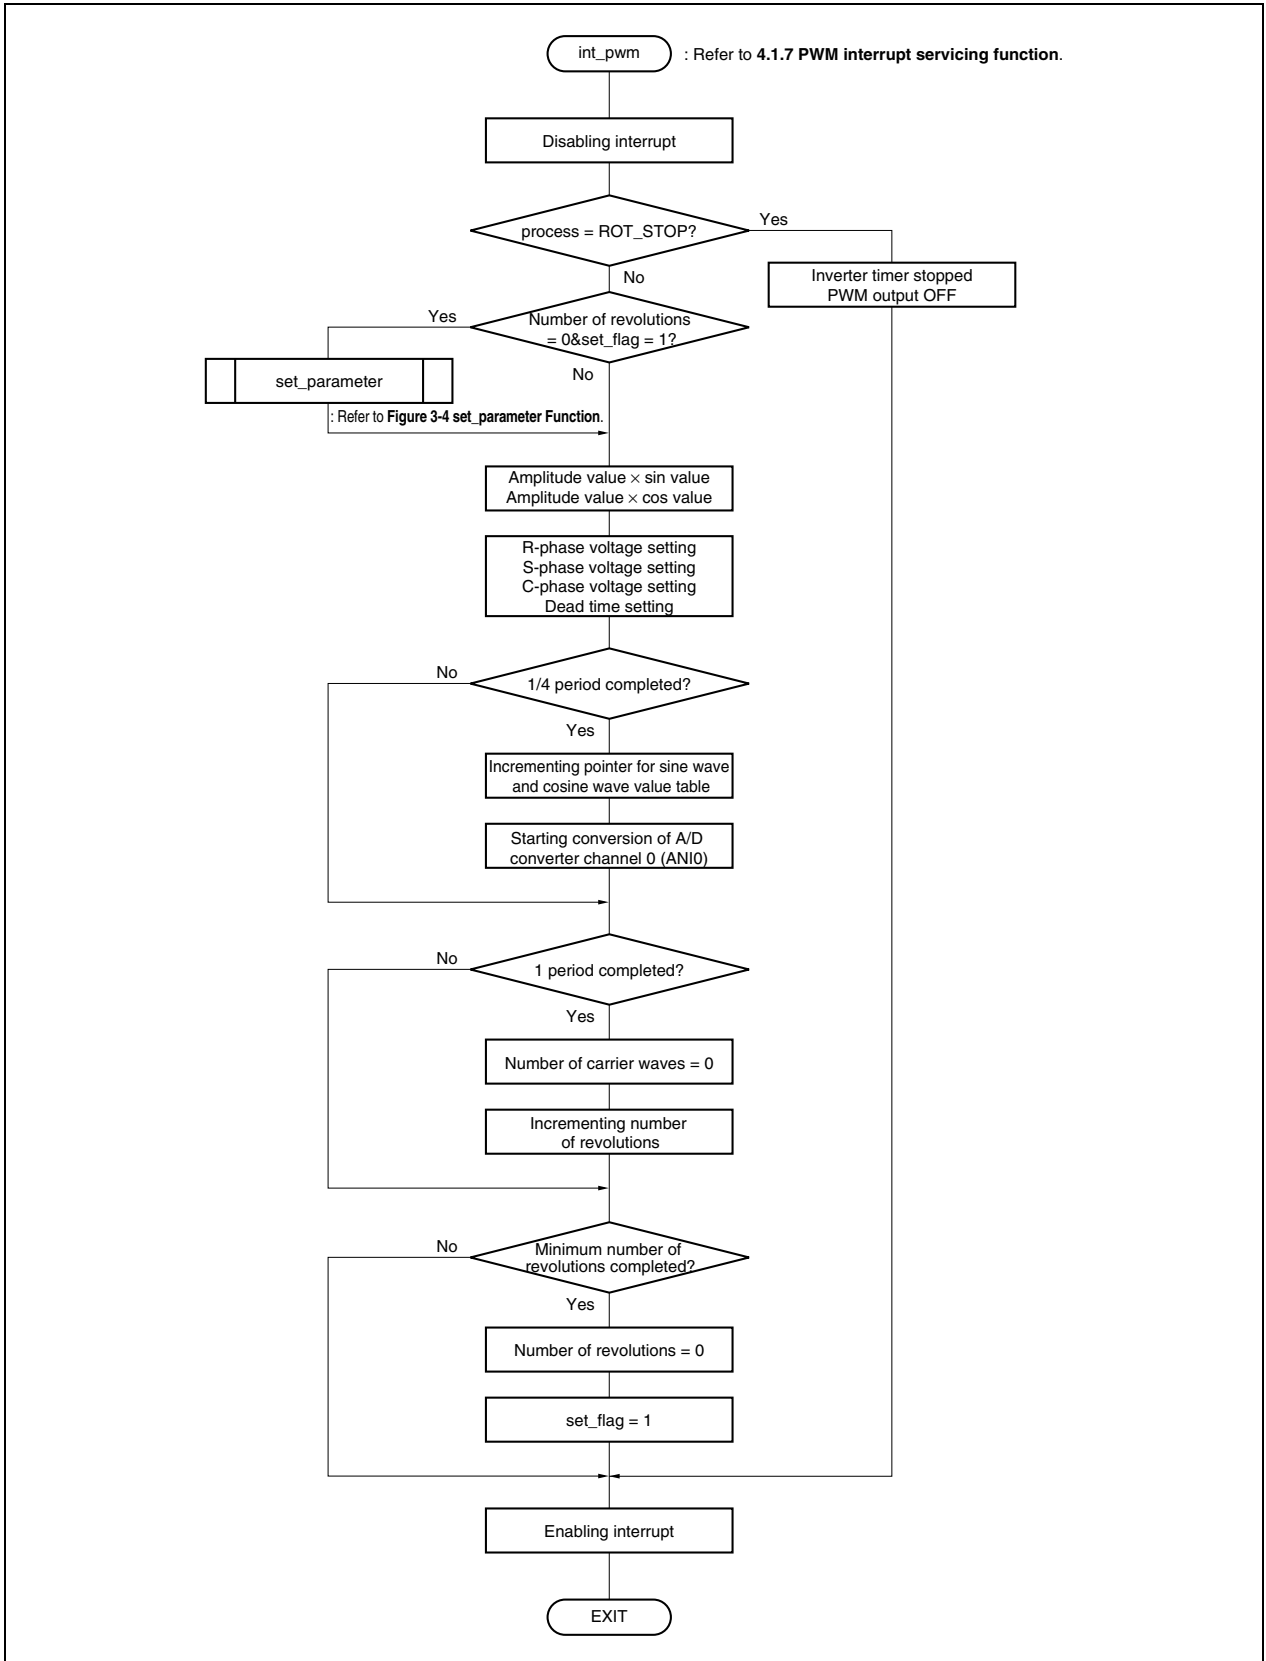 int_pwm
: Refer to 4.1.7 PWM interrupt servicing function.
Disabling interrupt
process = ROT_STOP?
Yes
Inverter timer stopped
PWM output OFF
No
Number of revolutions
= 0&set_flag = 1?
Yes
set_parameter
: Refer to Figure 3-4 set_parameter Function.
No
Amplitude value × sin value
Amplitude value × cos value
R-phase voltage setting
S-phase voltage setting
C-phase voltage setting
Dead time setting
No
1/4 period completed?
Yes
Incrementing pointer for sine wave
and cosine wave value table
Starting conversion of A/D
converter channel 0 (ANI0)
No
1 period completed?
Yes
Number of carrier waves = 0
Incrementing number
of revolutions
No
Minimum number of
revolutions completed?
Yes
Number of revolutions = 0
set_flag = 1
Enabling interrupt
EXIT